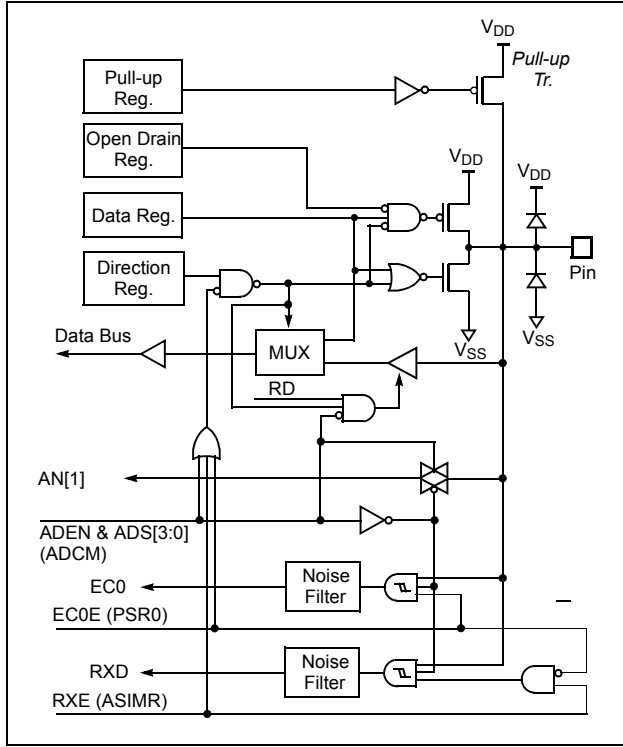 VDD
Pull-up
Tr.
Pull-up
Reg.
Open Drain
Reg.
VDD
VDD
Data Reg.
Direction
Reg.
Pin
Data Bus
MUX
VSS
VSS
RD
AN[1]
ADEN & ADS[3:0]
(ADCM)
Noise
Filter
EC0
EC0E (PSR0)
Noise
Filter
RXD
RXE (ASIMR)